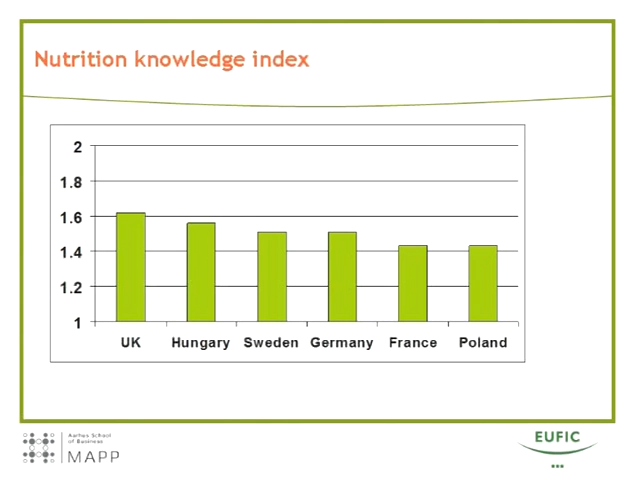 Nutrition knowledge index
2
1.8
1.6
1.4
1.2
1
UK Hungary Sweden Germany France Poland
Aarhus School
of Business
MAPP
EUFIC